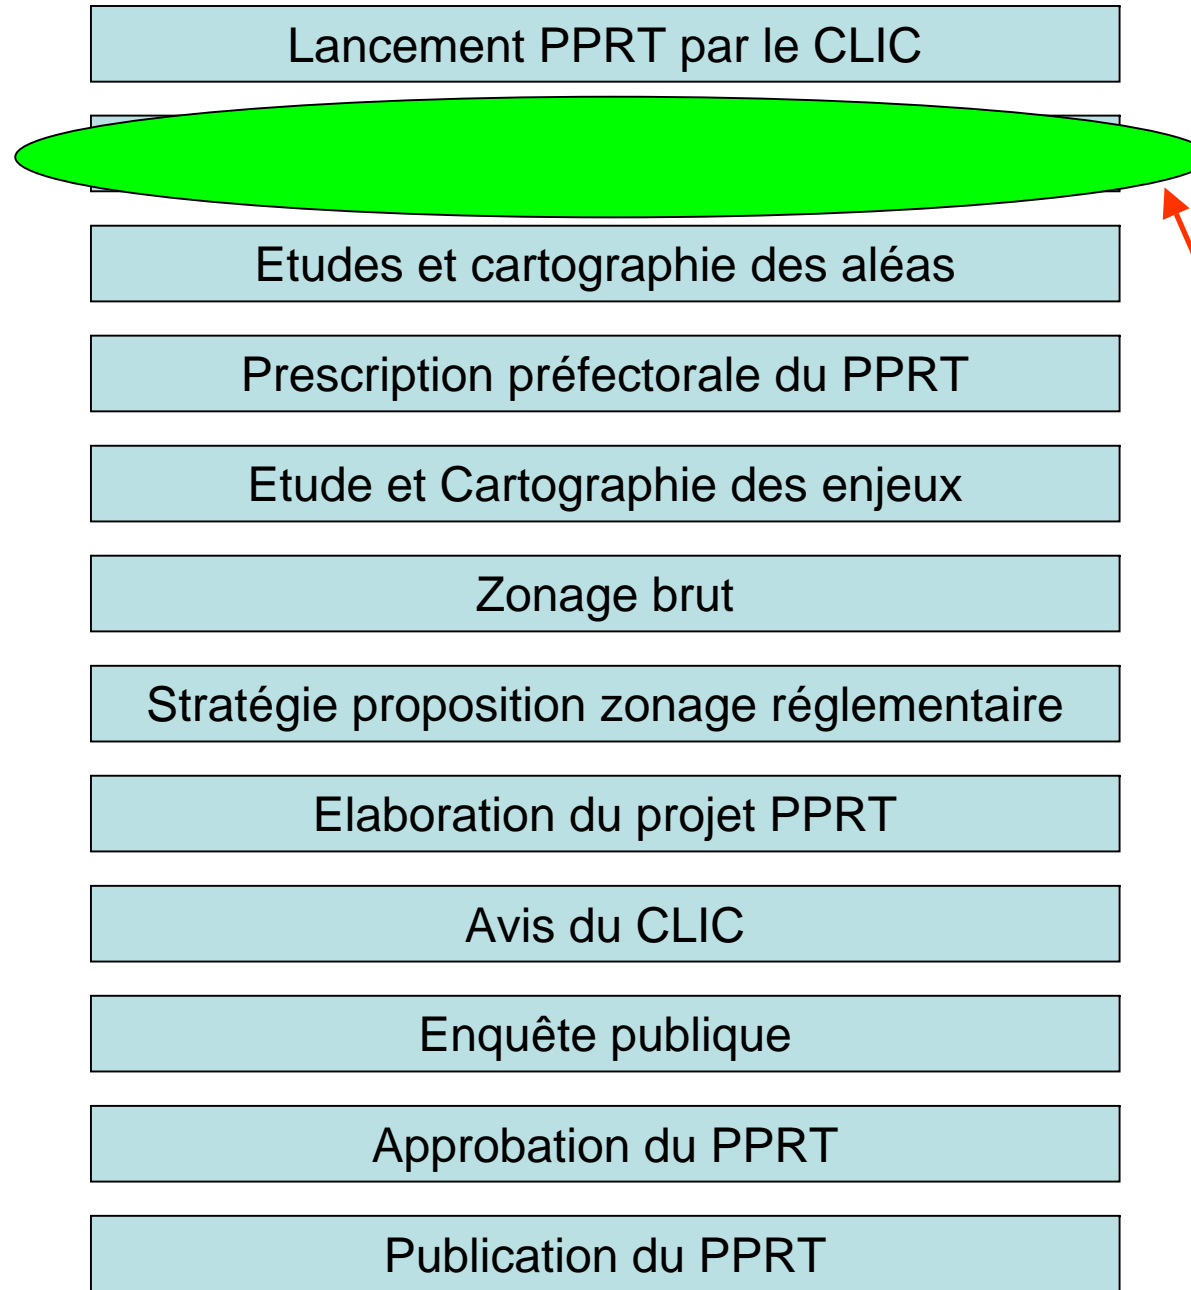 Lancement PPRT par le CLIC
Etudes et cartographie des aléas
Prescription préfectorale du PPRT
Etude et Cartographie des enjeux
Zonage brut
Stratégie proposition zonage réglementaire
Elaboration du projet PPRT
Avis du CLIC
Enquête publique
Approbation du PPRT
Publication du PPRT